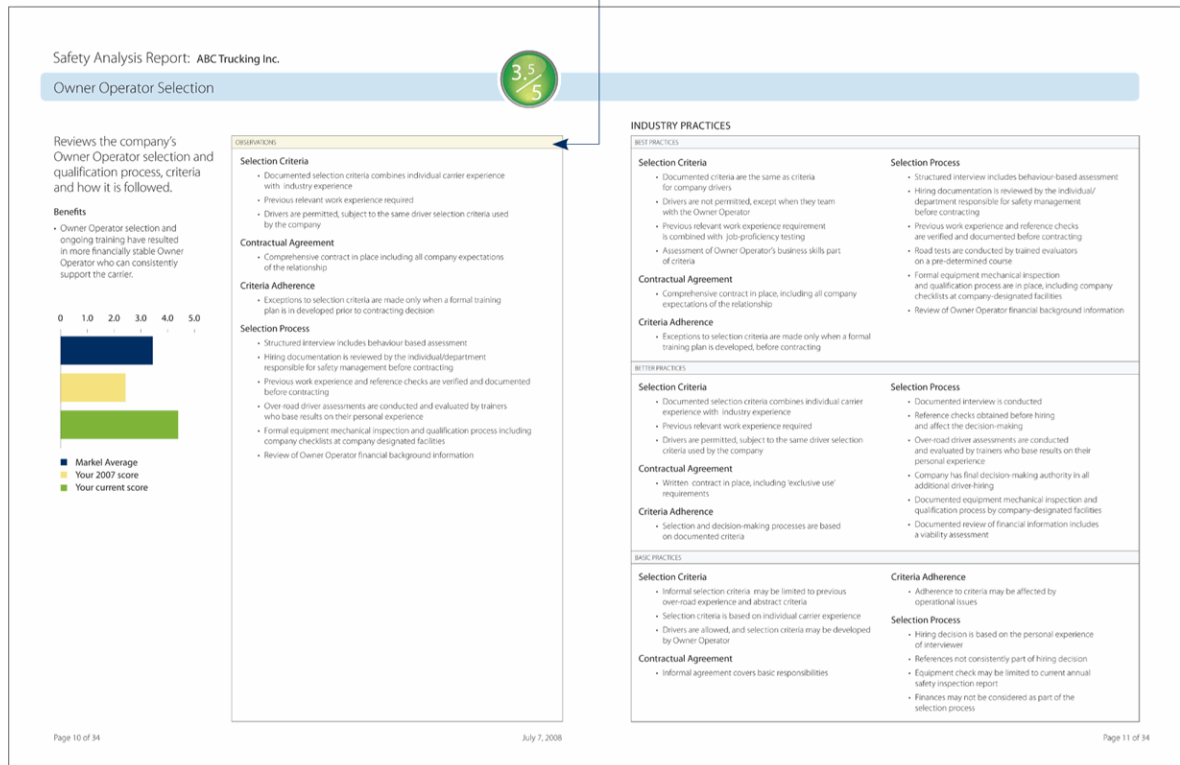 Safety Analysis Report: ABC Trucking Inc.
3.5/5
Owner Operator Selection
Reviews the company's
Owner Operator selection and
qualification process, criteria
and how it is followed.
Benefits
• Owner Operator selection and
ongoing training have resulted
in more financially stable Owner
Operator who can consistently
support the carrier.
0 1.0 2.0 3.0 4.0 5.0
Markel Average
Your 2007 score
Your current score
OBSERVATIONS
Selection Criteria
• Documented selection criteria combines individual carrier experience
with industry experience
• Previous relevant work experience required
• Drivers are permitted, subject to the same driver selection criteria used
by the company
Contractual Agreement
• Comprehensive contract in place including all company expectations
of the relationship
Criteria Adherence
• Exceptions to selection criteria are made only when a formal training
plan is in developed prior to contracting decision
Selection Process
• Structured interview includes behaviour based assessment
• Hiring documentation is reviewed by the individual/department
responsible for safety management before contracting
• Previous work experience and reference checks are verified and documented
before contracting
• Over-road driver assessments are conducted and evaluated by trainers
who base results on their personal experience
• Formal equipment mechanical inspection and qualification process including
company checklists at company designated facilities
• Review of Owner Operator financial background information
INDUSTRY PRACTICES
BEST PRACTICES
Selection Criteria
• Documented criteria are the same as criteria
for company drivers
• Drivers are not permitted, except when they team
with the Owner Operator
• Previous relevant work experience requirement
is combined with job-proficiency testing
• Assessment of Owner Operator's business skills part
of criteria
Contractual Agreement
• Comprehensive contract in place, including all company
expectations of the relationship
Criteria Adherence
• Exceptions to selection criteria are made only when a formal
training plan is developed, before contracting
Selection Process
• Structured interview includes behaviour-based assessment
• Hiring documentation is reviewed by the individual/
department responsible for safety management
before contracting
• Previous work experience and reference checks
are verified and documented before contracting
• Road tests are conducted by trained evaluators
on a pre-determined course
• Formal equipment mechanical inspection
and qualification process are in place, including company
checklists at company-designated facilities
• Review of Owner Operator financial background information
BETTER PRACTICES
Selection Criteria
• Documented selection criteria combines individual carrier
experience with industry experience
• Previous relevant work experience required
• Drivers are permitted, subject to the same driver selection
criteria used by the company
Contractual Agreement
• Written contract in place, including 'exclusive use'
requirements
Criteria Adherence
• Selection and decision-making processes are based
on documented criteria
Selection Process
• Documented interview is conducted
• Reference checks obtained before hiring
and affect the decision-making
• Over-road driver assessments are conducted
and evaluated by trainers who base results on their
personal experience
• Company has final decision-making authority in all
additional driver-hiring
• Documented equipment mechanical inspection and
qualification process by company-designated facilities
• Documented review of financial information includes
a viability assessment
BASIC PRACTICES
Selection Criteria
• Informal selection criteria may be limited to previous
over-road experience and abstract criteria
• Selection criteria is based on individual carrier experience
• Drivers are allowed, and selection criteria may be developed
by Owner Operator
Contractual Agreement
• Informal agreement covers basic responsibilities
Criteria Adherence
• Adherence to criteria may be affected by
operational issues
Selection Process
• Hiring decision is based on the personal experience
of interviewer
• References not consistently part of hiring decision
• Equipment check may be limited to current annual
safety inspection report
• Finances may not be considered as part of the
selection process
Page 10 of 34
July 7, 2008
Page 11 of 34